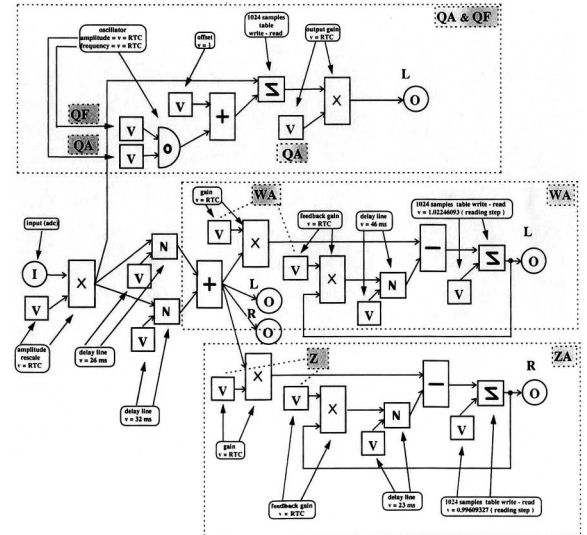 oscillator
amplitude = v = RTC
frequency = v = RTC
offset
v = 1
1024 samples
table
write - read
output gain
v = RTC
QA & QF
L
QF
V
V
+
Σ
X
O
QA
V
O
V
QA
input (adc)
gain
v = RTC
WA
feedback gain
v = RTC
delay line
v = 46 ms
1024 samples table write - read
v = 1.02246093 ( reading step )
WA
L
I
X
N
V
X
V
X
N
−
Σ
O
V
V
N
V
+
L
O
R
O
V
V
amplitude
rescale
v = RTC
delay line
v = 26 ms
delay line
v = 32 ms
Z
ZA
R
V
X
V
X
N
−
Σ
O
V
V
gain
v = RTC
feedback gain
v = RTC
delay line
v = 23 ms
1024 samples table write - read
v = 0.99609327 ( reading step )